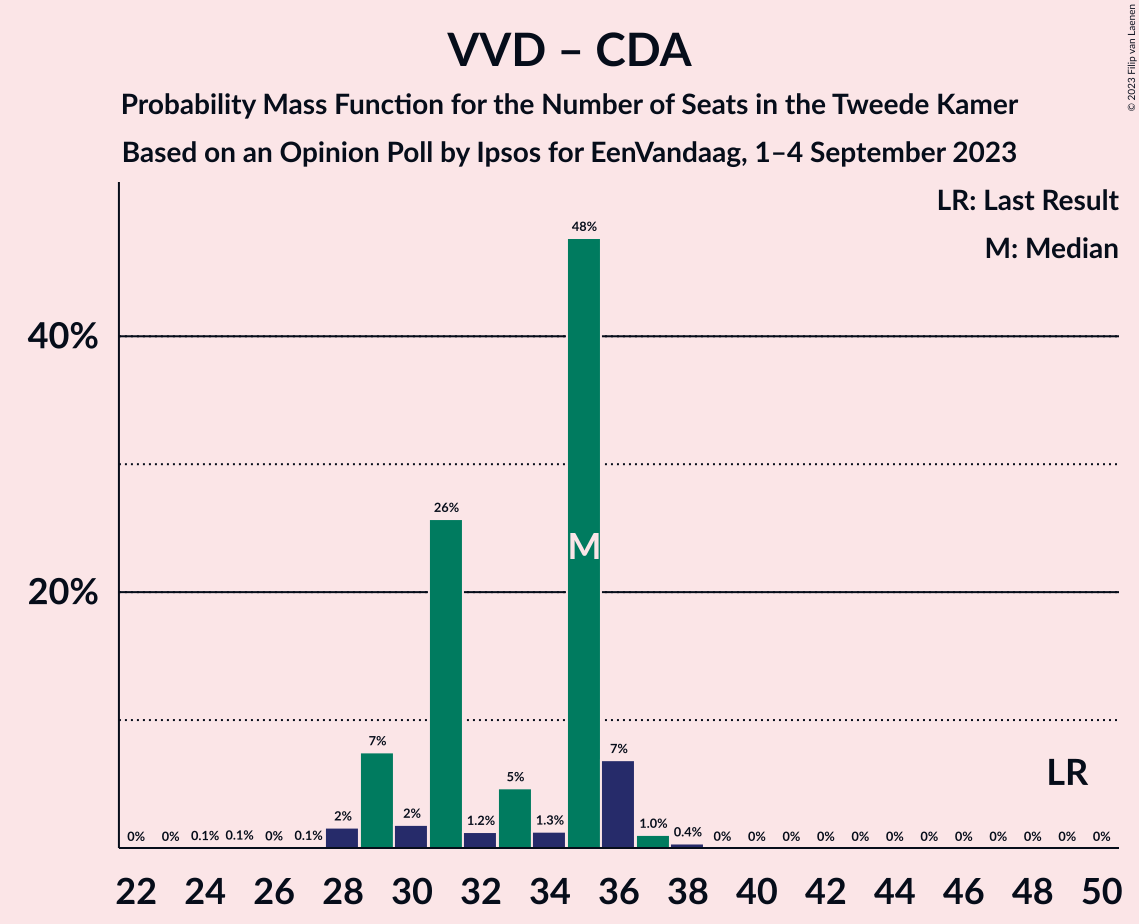 VVD – CDA
Probability Mass Function for the Number of Seats in the Tweede Kamer
Based on an Opinion Poll by Ipsos for EenVandaag, 1–4 September 2023
© 2023 Filip van Laenen
LR: Last Result
M: Median
40%
20%
0% 0% 0.1% 0.1% 0% 0.1% 2% 7% 2% 26% 1.2% 5% 1.3% 48% 7% 1.0% 0.4% 0% 0% 0% 0% 0% 0% 0% 0% 0% 0% 0% 0%
M
LR
22 24 26 28 30 32 34 36 38 40 42 44 46 48 50